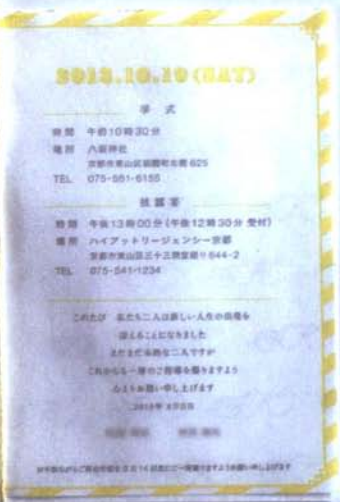 挙 式
時間 午前10時30分
場所 八坂神社
京都市東山区祇園町北側 625
TEL 075-561-6155
披露宴
時間 午後13時00分(午後12時30分 受付)
場所 ハイアットリージェンシー京都
京都市東山区三十三間堂廻り644-2
TEL 075-541-1234
このたび 私たち二人は新しい人生の出発を
迎えることになりました
まだまだ未熟な二人ですが
これからも一層のご指導を賜りますよう
心よりお願い申し上げます